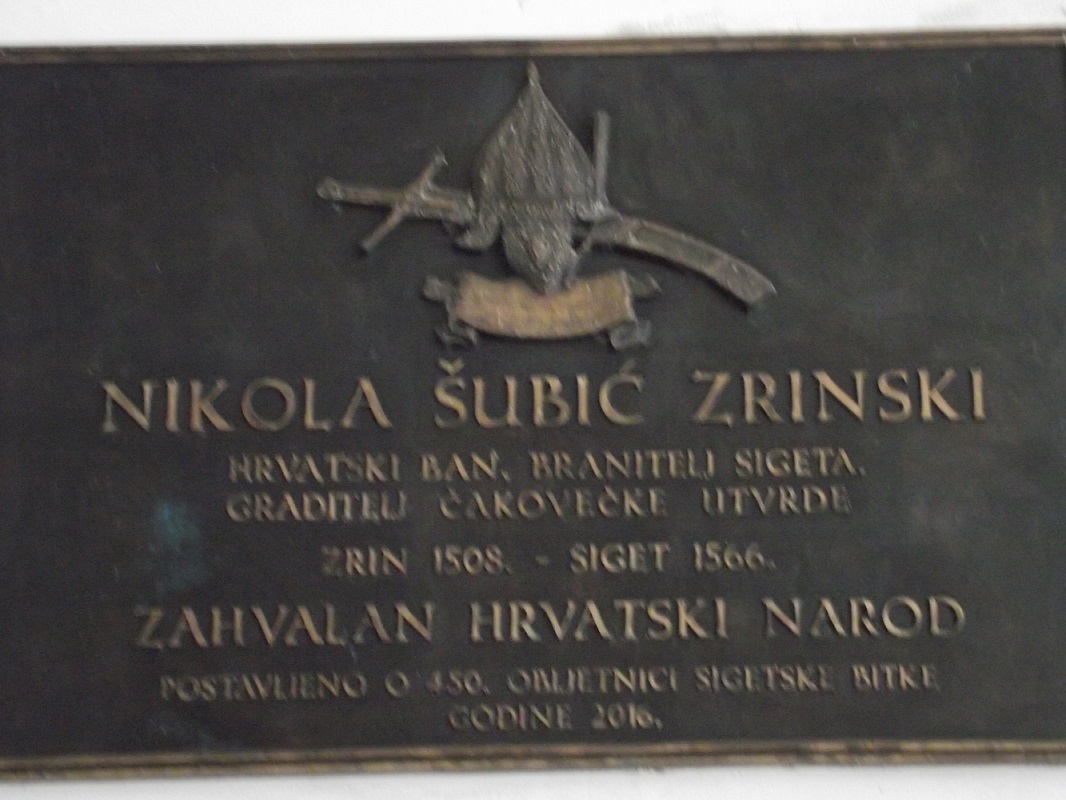 NIKOLA ŠUBIĆ ZRINSKI
HRVATSKI BAN, BRANITELJ SIGETA,
GRADITELJ ČAKOVEČKE UTVRDE
ZRIN 1508. - SIGET 1566.
ZAHVALAN HRVATSKI NAROD
POSTAVLJENO O 450. OBLJETNICI SIGETSKE BITKE
GODINE 2016.